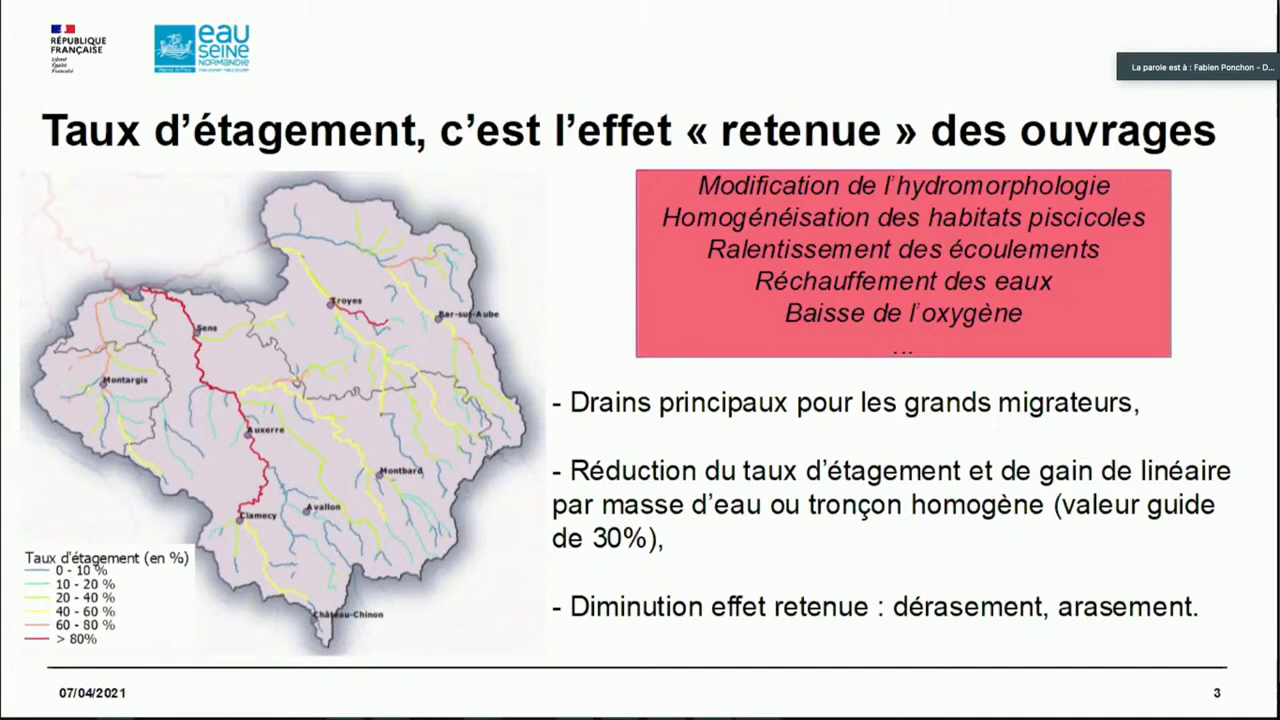 RÉPUBLIQUE
FRANÇAISE
Liberté
Égalité
Fraternité
eau
SEINE
NORMANDIE
La parole est à : Fabien Ponchon - D...
Taux d'étagement, c'est l'effet « retenue » des ouvrages
Modification de l'hydromorphologie
Homogénéisation des habitats piscicoles
Ralentissement des écoulements
Réchauffement des eaux
Baisse de l'oxygène
...
Troyes
Bar-sur-Aube
Sens
Montargis
Auxerre
Montbard
Avallon
Clamecy
Château-Chinon
Taux d'étagement (en %)
0 - 10 %
10 - 20 %
20 - 40 %
40 - 60 %
60 - 80 %
> 80%
- Drains principaux pour les grands migrateurs,
- Réduction du taux d'étagement et de gain de linéaire
par masse d'eau ou tronçon homogène (valeur guide
de 30%),
- Diminution effet retenue : dérasement, arasement.
07/04/2021
3